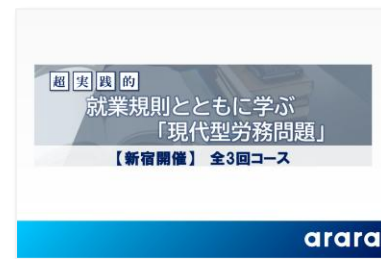 超実践的
就業規則とともに学ぶ
「現代型労務問題」
【新宿開催】 全3回コース
arara